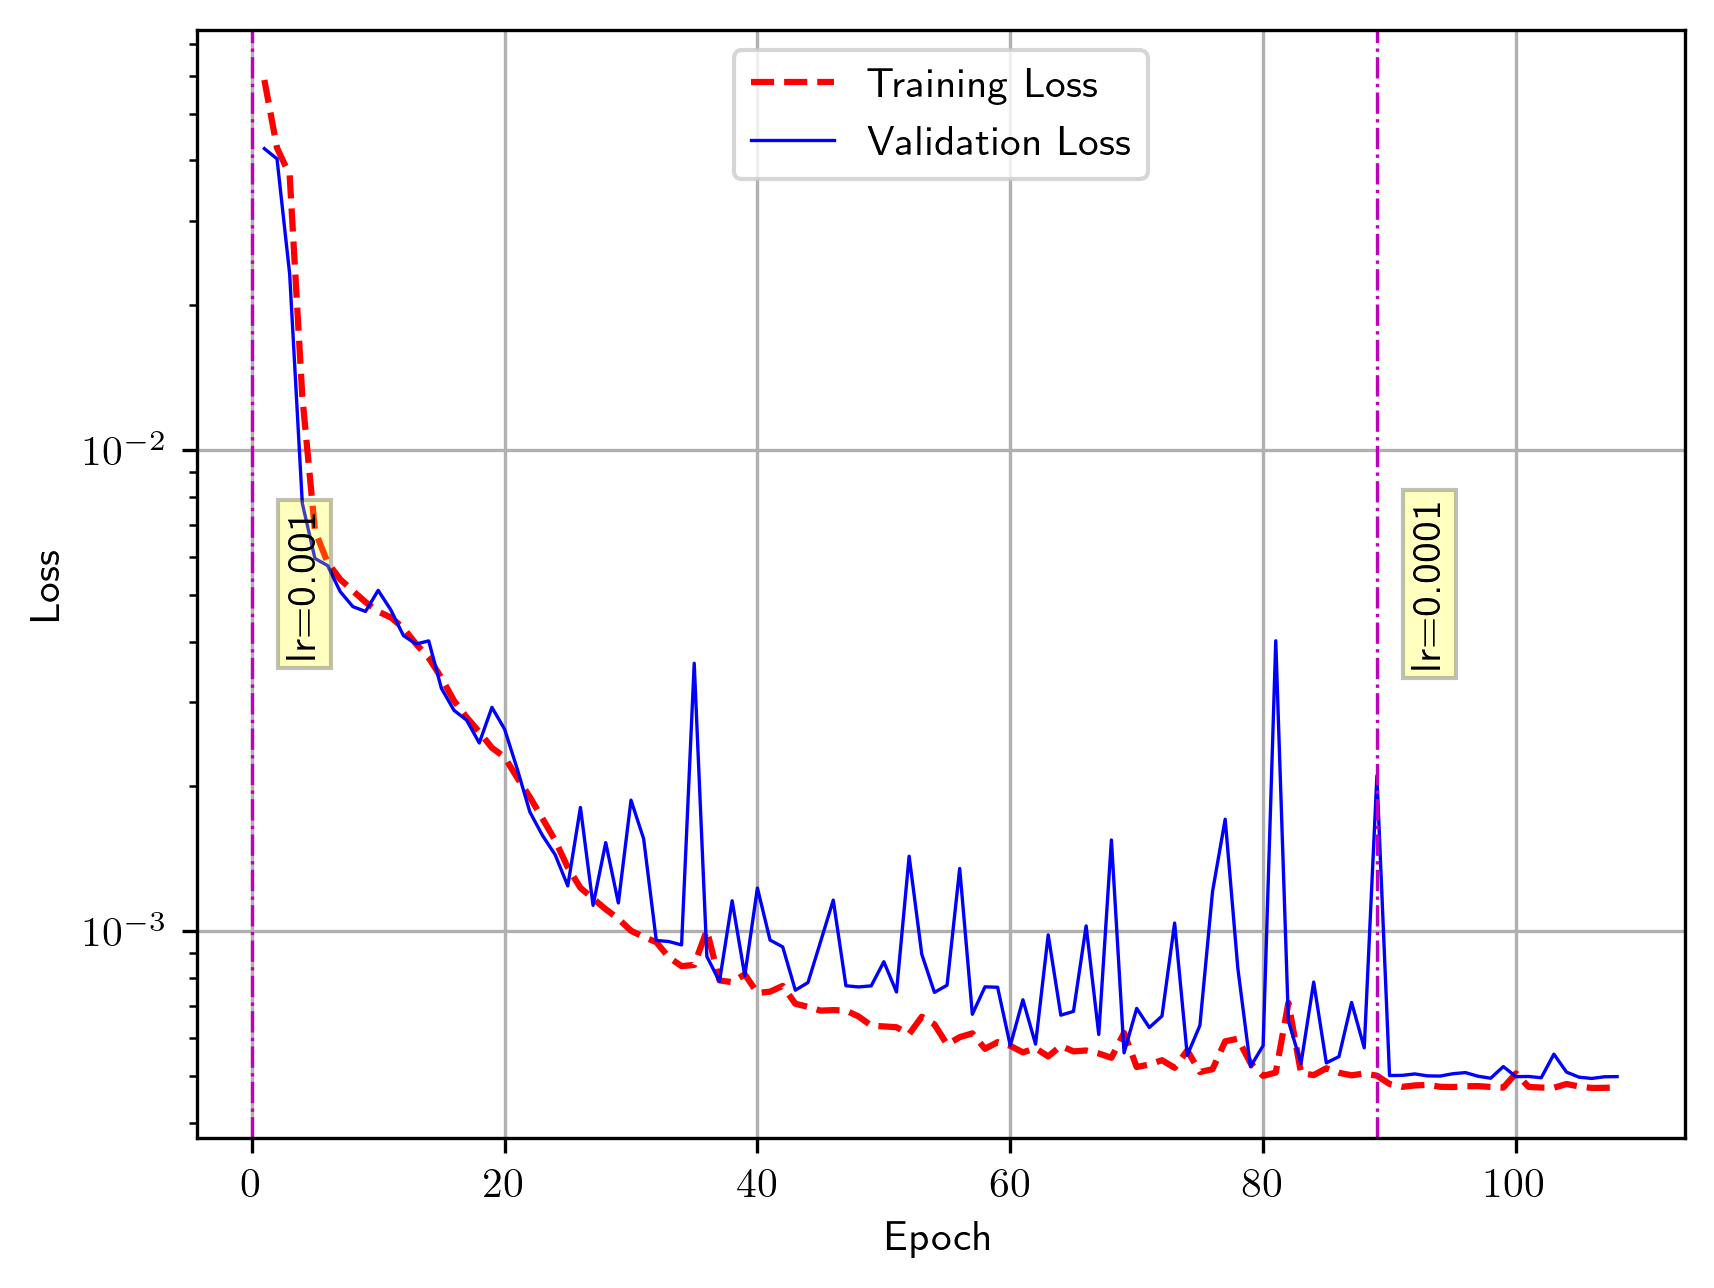 Training Loss
Validation Loss
10⁻²
10⁻³
Loss
lr=0.001
lr=0.0001
0 20 40 60 80 100
Epoch